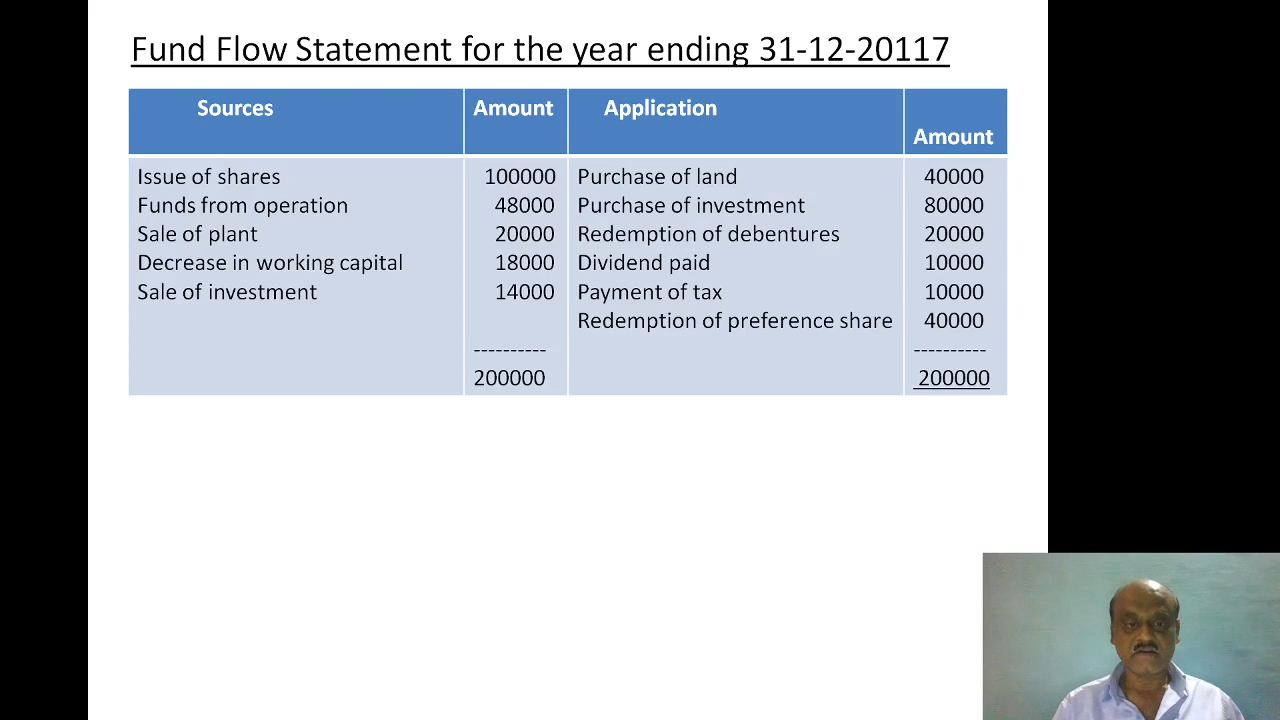 Fund Flow Statement for the year ending 31-12-20117
Sources Amount Application Amount
Issue of shares 100000 Purchase of land 40000
Funds from operation 48000 Purchase of investment 80000
Sale of plant 20000 Redemption of debentures 20000
Decrease in working capital 18000 Dividend paid 10000
Sale of investment 14000 Payment of tax 10000
Redemption of preference share 40000
---------- ----------
200000 200000